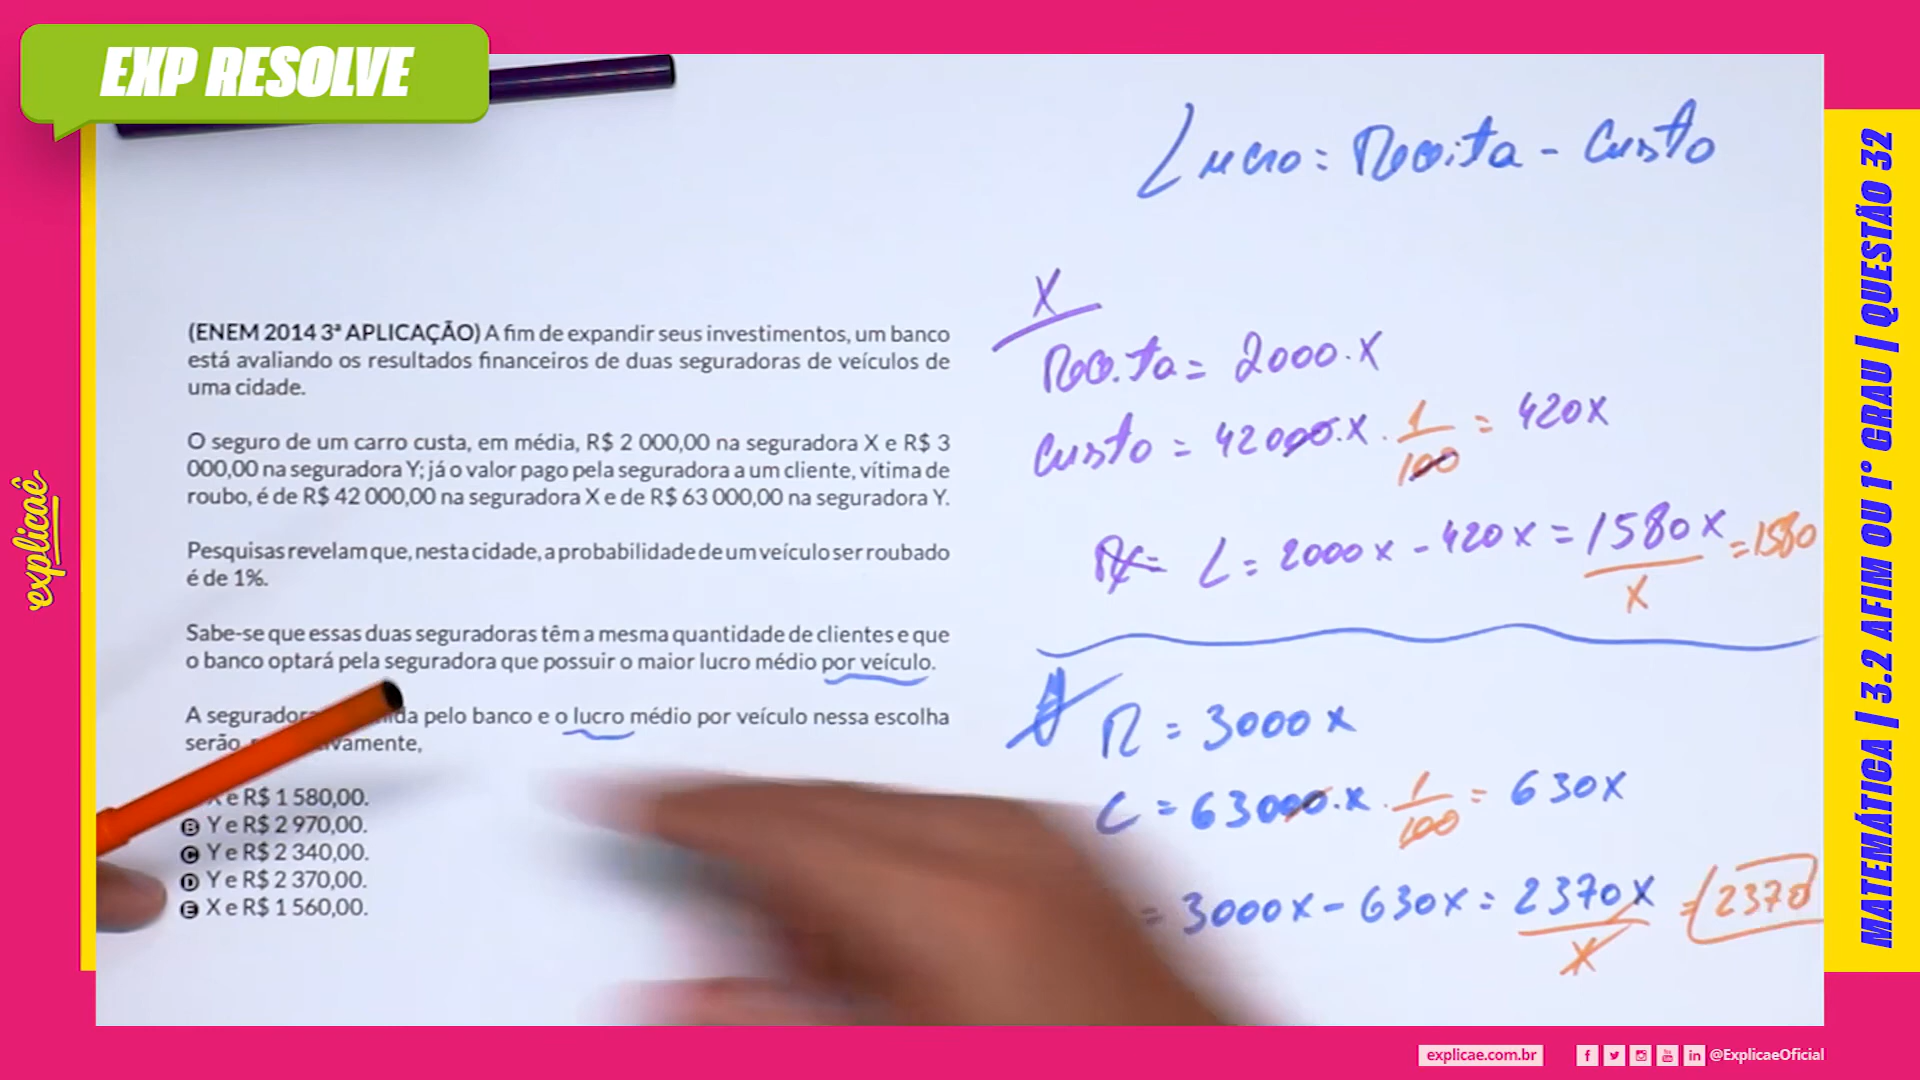 EXP RESOLVE
Lucro = Receita - Custo
(ENEM 2014 3ª APLICAÇÃO) A fim de expandir seus investimentos, um banco
está avaliando os resultados financeiros de duas seguradoras de veículos de
uma cidade.
O seguro de um carro custa, em média, R$ 2 000,00 na seguradora X e R$ 3
000,00 na seguradora Y; já o valor pago pela seguradora a um cliente, vítima de
roubo, é de R$ 42 000,00 na seguradora X e de R$ 63 000,00 na seguradora Y.
Pesquisas revelam que, nesta cidade, a probabilidade de um veículo ser roubado
é de 1%.
Sabe-se que essas duas seguradoras têm a mesma quantidade de clientes e que
o banco optará pela seguradora que possuir o maior lucro médio por veículo.
A seguradora pelo banco e o lucro médio por veículo nessa escolha
serão,
X e R$ 1 580,00.
B Y e R$ 2 970,00.
C Y e R$ 2 340,00.
D Y e R$ 2 370,00.
E X e R$ 1 560,00.
X
Receita = 2000.X
Custo = 42000.X . 1/100 = 420X
L = 2000X - 420X = 1580X/X = 1580
R = 3000X
C = 63000.X . 1/100 = 630X
= 3000X - 630X = 2370X/X = 2370
explicaê
MATEMÁTICA | 3.2 AFIM OU 1° GRAU | QUESTÃO 32
explicae.com.br
@ExplicaeOficial